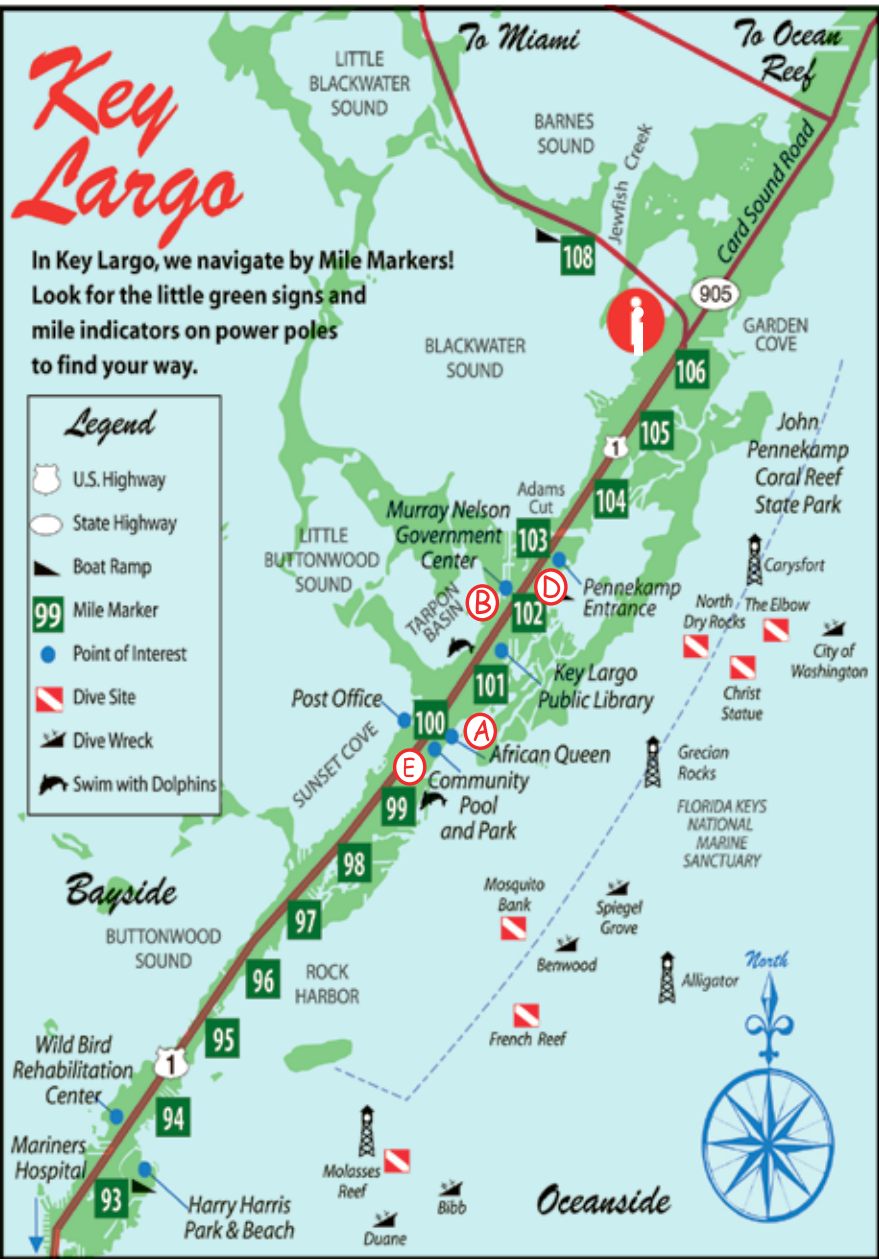 Key
Largo
In Key Largo, we navigate by Mile Markers!
Look for the little green signs and
mile indicators on power poles
to find your way.
Legend
U.S. Highway
State Highway
Boat Ramp
99
Mile Marker
Point of Interest
Dive Site
Dive Wreck
Swim with Dolphins
To Miami
To Ocean
Reef
LITTLE
BLACKWATER
SOUND
BARNES
SOUND
Jewfish Creek
Card Sound Road
108
905
GARDEN
COVE
BLACKWATER
SOUND
106
105
1
104
John
Pennekamp
Coral Reef
State Park
Adams
Cut
103
Murray Nelson
Government
Center
LITTLE
BUTTONWOOD
SOUND
TARPON
BASIN
B
D
102
Pennekamp
Entrance
Carysfort
North
Dry Rocks
The Elbow
City of
Washington
Christ
Statue
Key Largo
Public Library
101
Post Office
100
A
African Queen
SUNSET COVE
E
Community
Pool
and Park
99
Grecian
Rocks
FLORIDA KEYS
NATIONAL
MARINE
SANCTUARY
98
97
Bayside
BUTTONWOOD
SOUND
96
ROCK
HARBOR
95
Mosquito
Bank
Spiegel
Grove
Benwood
Alligator
French Reef
North
Wild Bird
Rehabilitation
Center
1
94
Mariners
Hospital
93
Harry Harris
Park & Beach
Molasses
Reef
Bibb
Duane
Oceanside